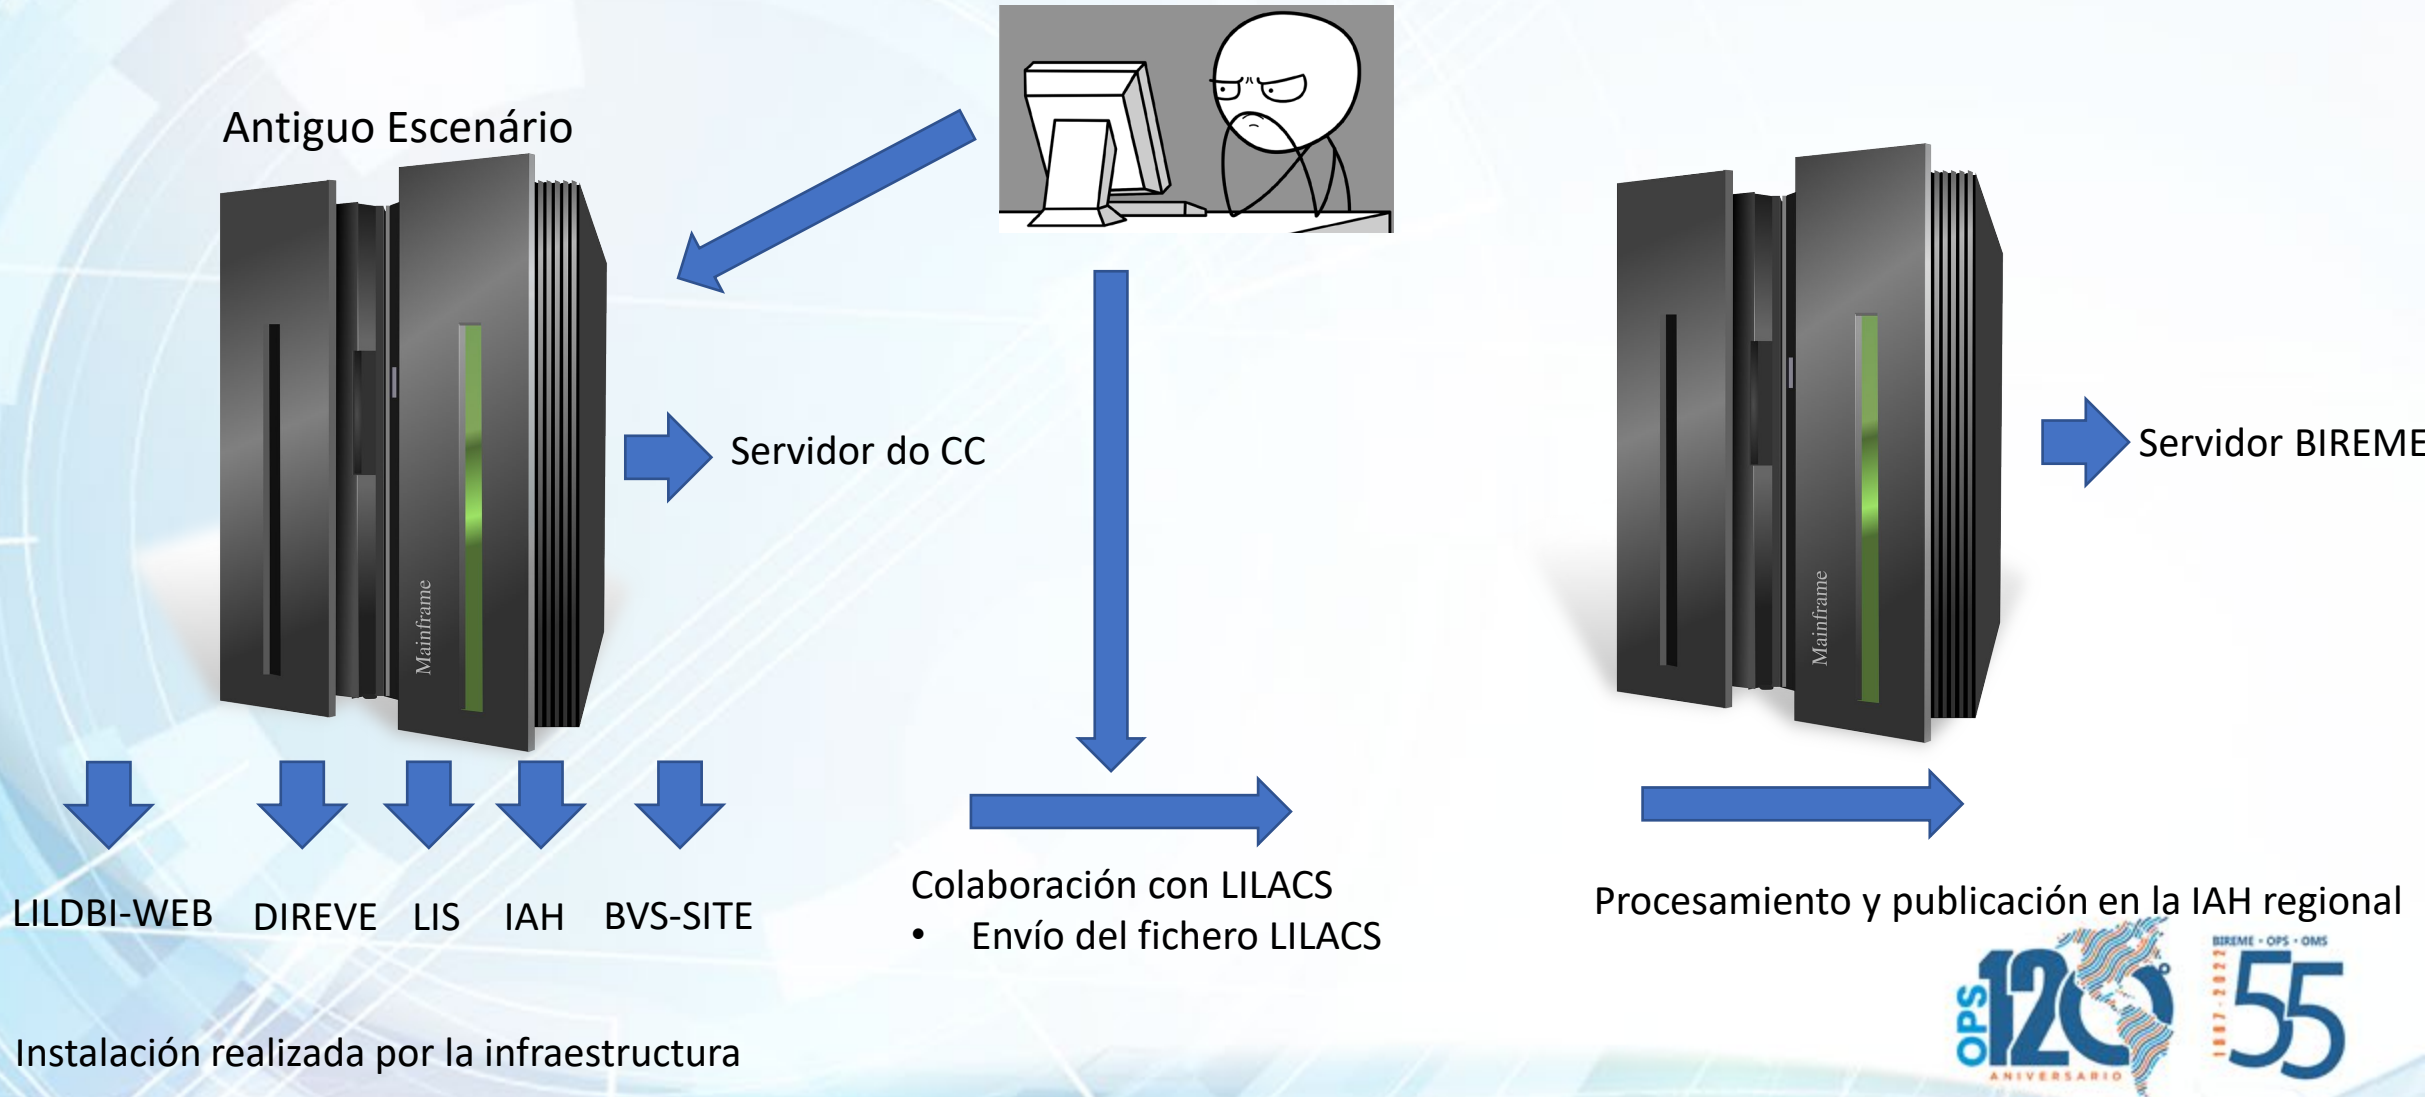 Antiguo Escenário
Mainframe
Servidor do CC
Mainframe
Servidor BIREME
LILDBI-WEB
DIREVE
LIS
IAH
BVS-SITE
Colaboración con LILACS
• Envío del fichero LILACS
Procesamiento y publicación en la IAH regional
Instalación realizada por la infraestructura
OPS
120
ANIVERSARIO
BIREME • OPS • OMS
1967 - 2022
55